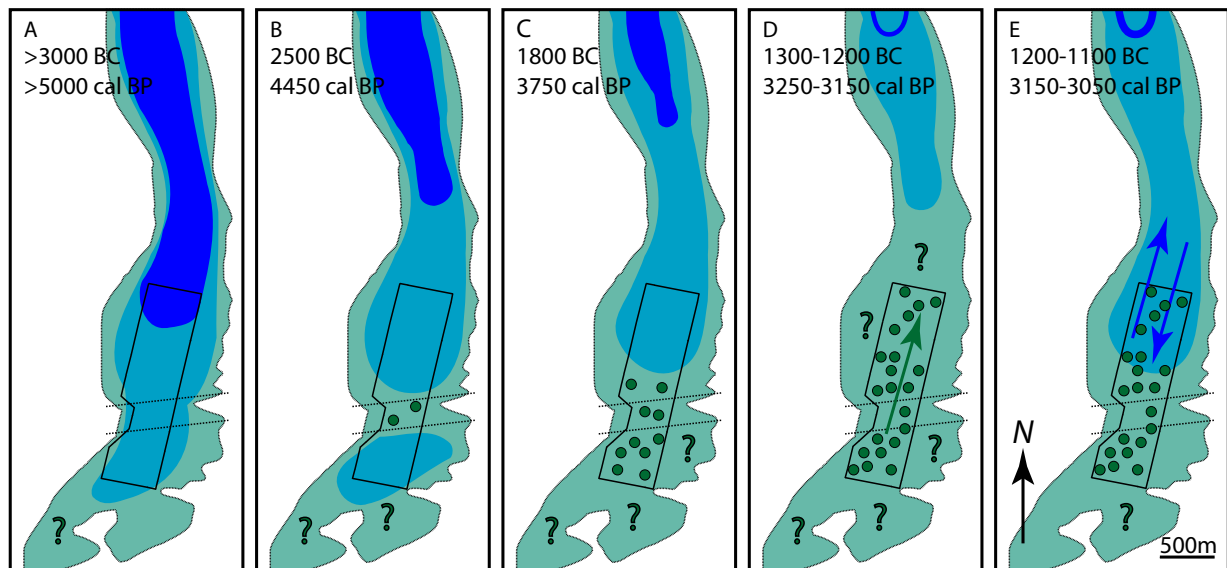 A
>3000 BC
>5000 cal BP
?
B
2500 BC
4450 cal BP
?
?
C
1800 BC
3750 cal BP
?
?
?
D
1300-1200 BC
3250-3150 cal BP
?
?
?
?
?
E
1200-1100 BC
3150-3050 cal BP
N
?
500m